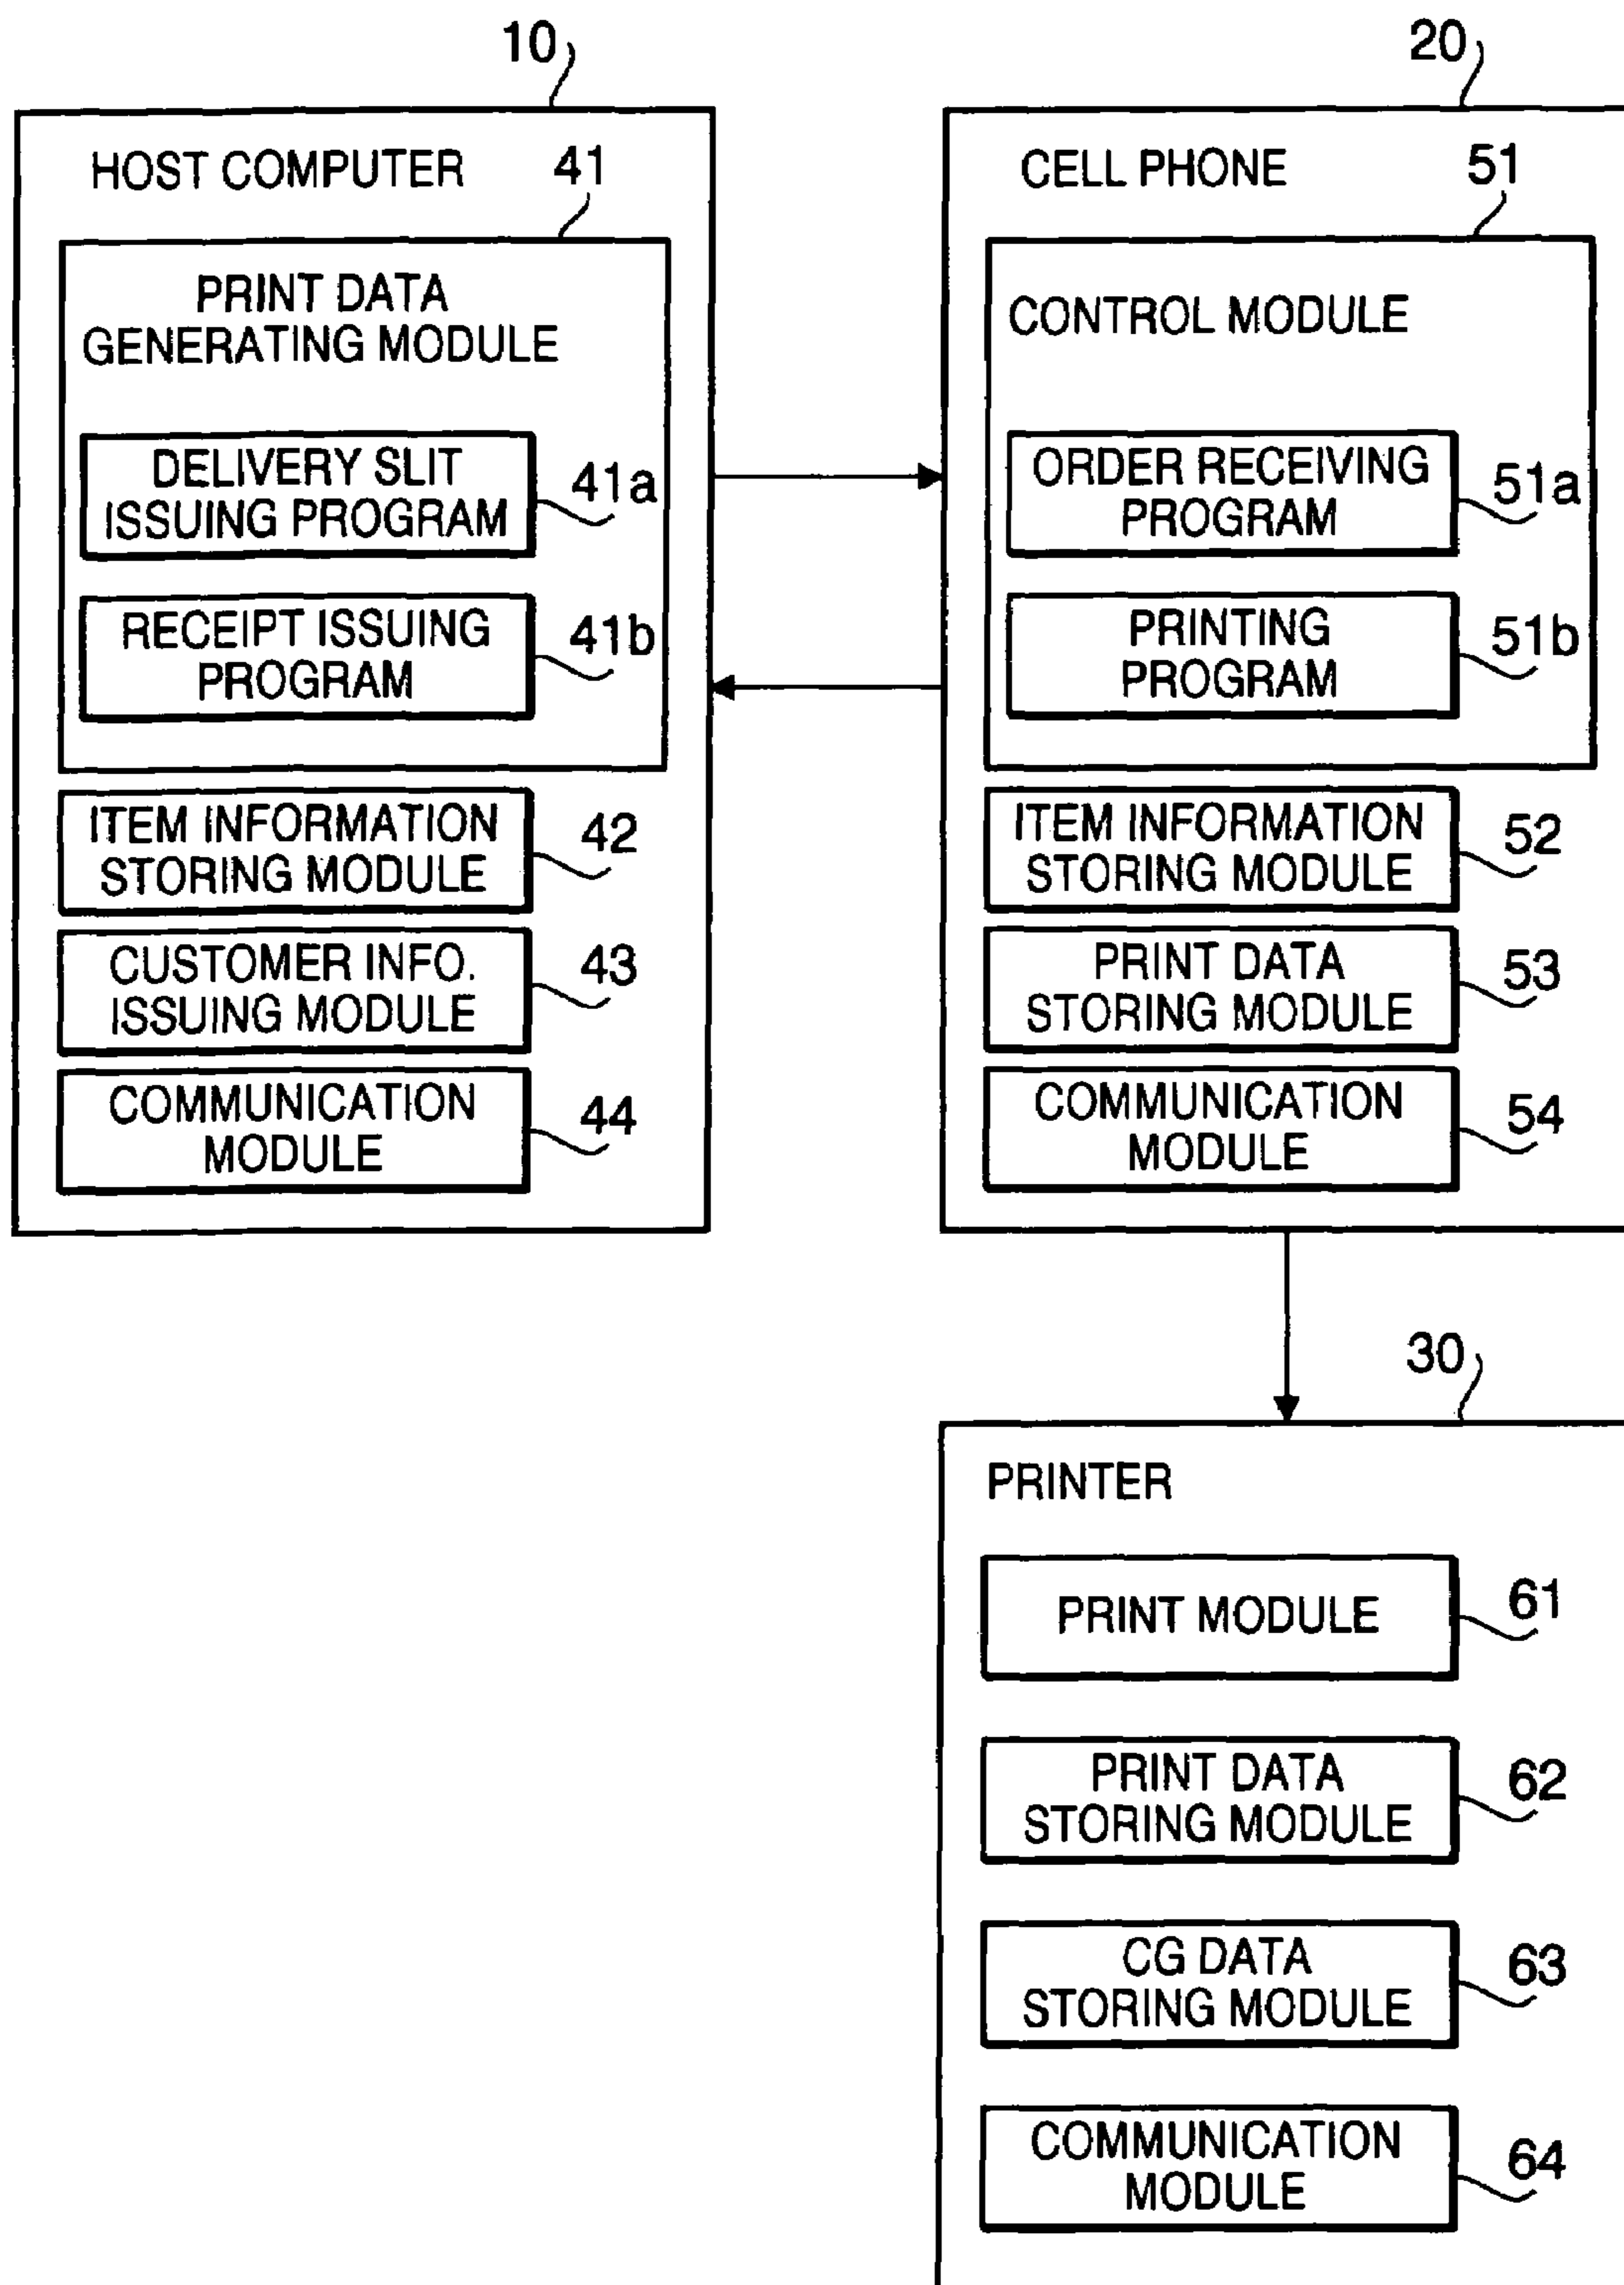 10
HOST COMPUTER
41
PRINT DATA
GENERATING MODULE
DELIVERY SLIT
ISSUING PROGRAM
41a
RECEIPT ISSUING
PROGRAM
41b
ITEM INFORMATION
STORING MODULE
42
CUSTOMER INFO.
ISSUING MODULE
43
COMMUNICATION
MODULE
44
20
CELL PHONE
51
CONTROL MODULE
ORDER RECEIVING
PROGRAM
51a
PRINTING
PROGRAM
51b
ITEM INFORMATION
STORING MODULE
52
PRINT DATA
STORING MODULE
53
COMMUNICATION
MODULE
54
30
PRINTER
PRINT MODULE
61
PRINT DATA
STORING MODULE
62
CG DATA
STORING MODULE
63
COMMUNICATION
MODULE
64